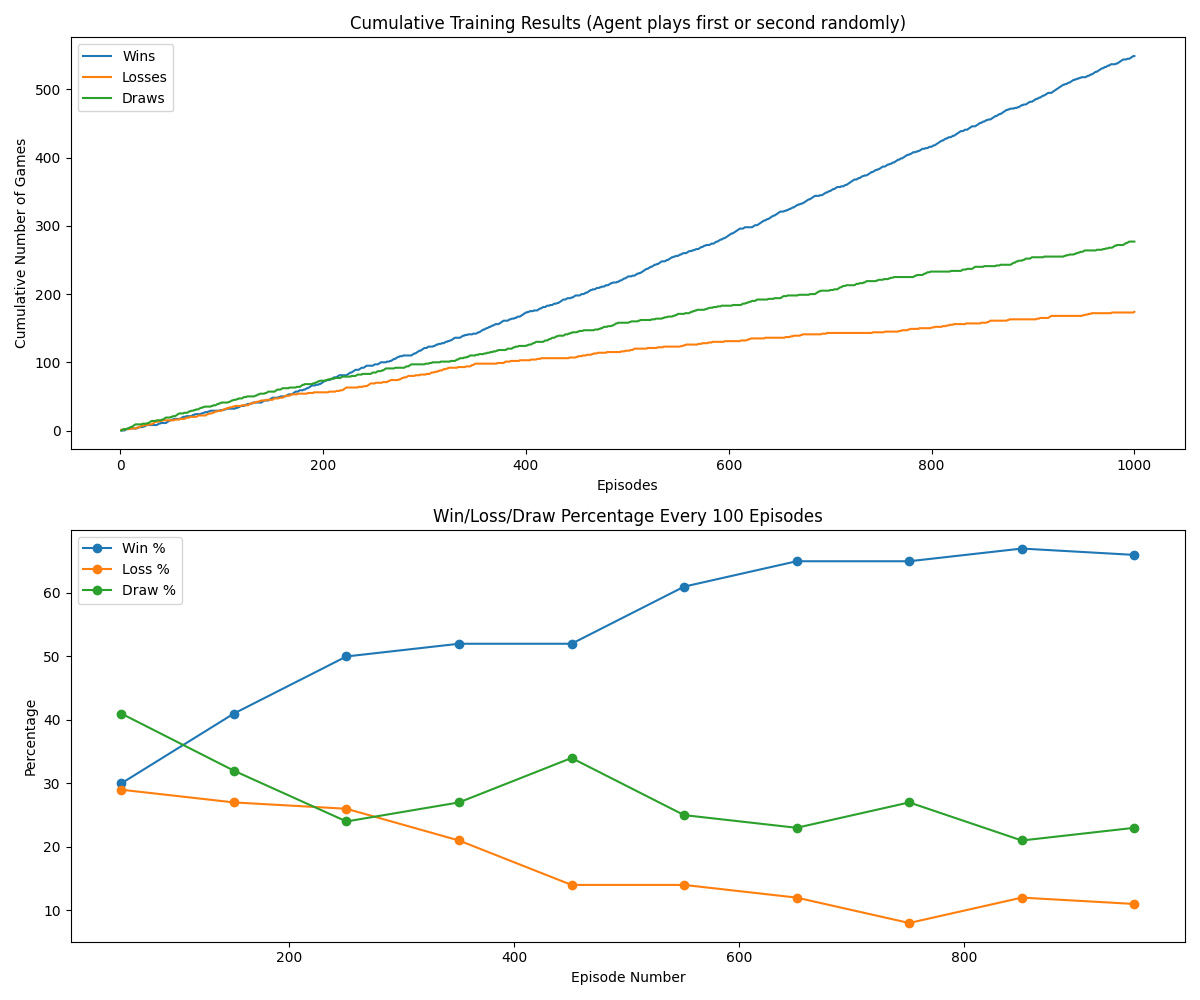 Cumulative Training Results (Agent plays first or second randomly)
Wins
Losses
Draws
Cumulative Number of Games
500
400
300
200
100
0
0 200 400 600 800 1000
Episodes
Win/Loss/Draw Percentage Every 100 Episodes
Win %
Loss %
Draw %
Percentage
60
50
40
30
20
10
200 400 600 800
Episode Number